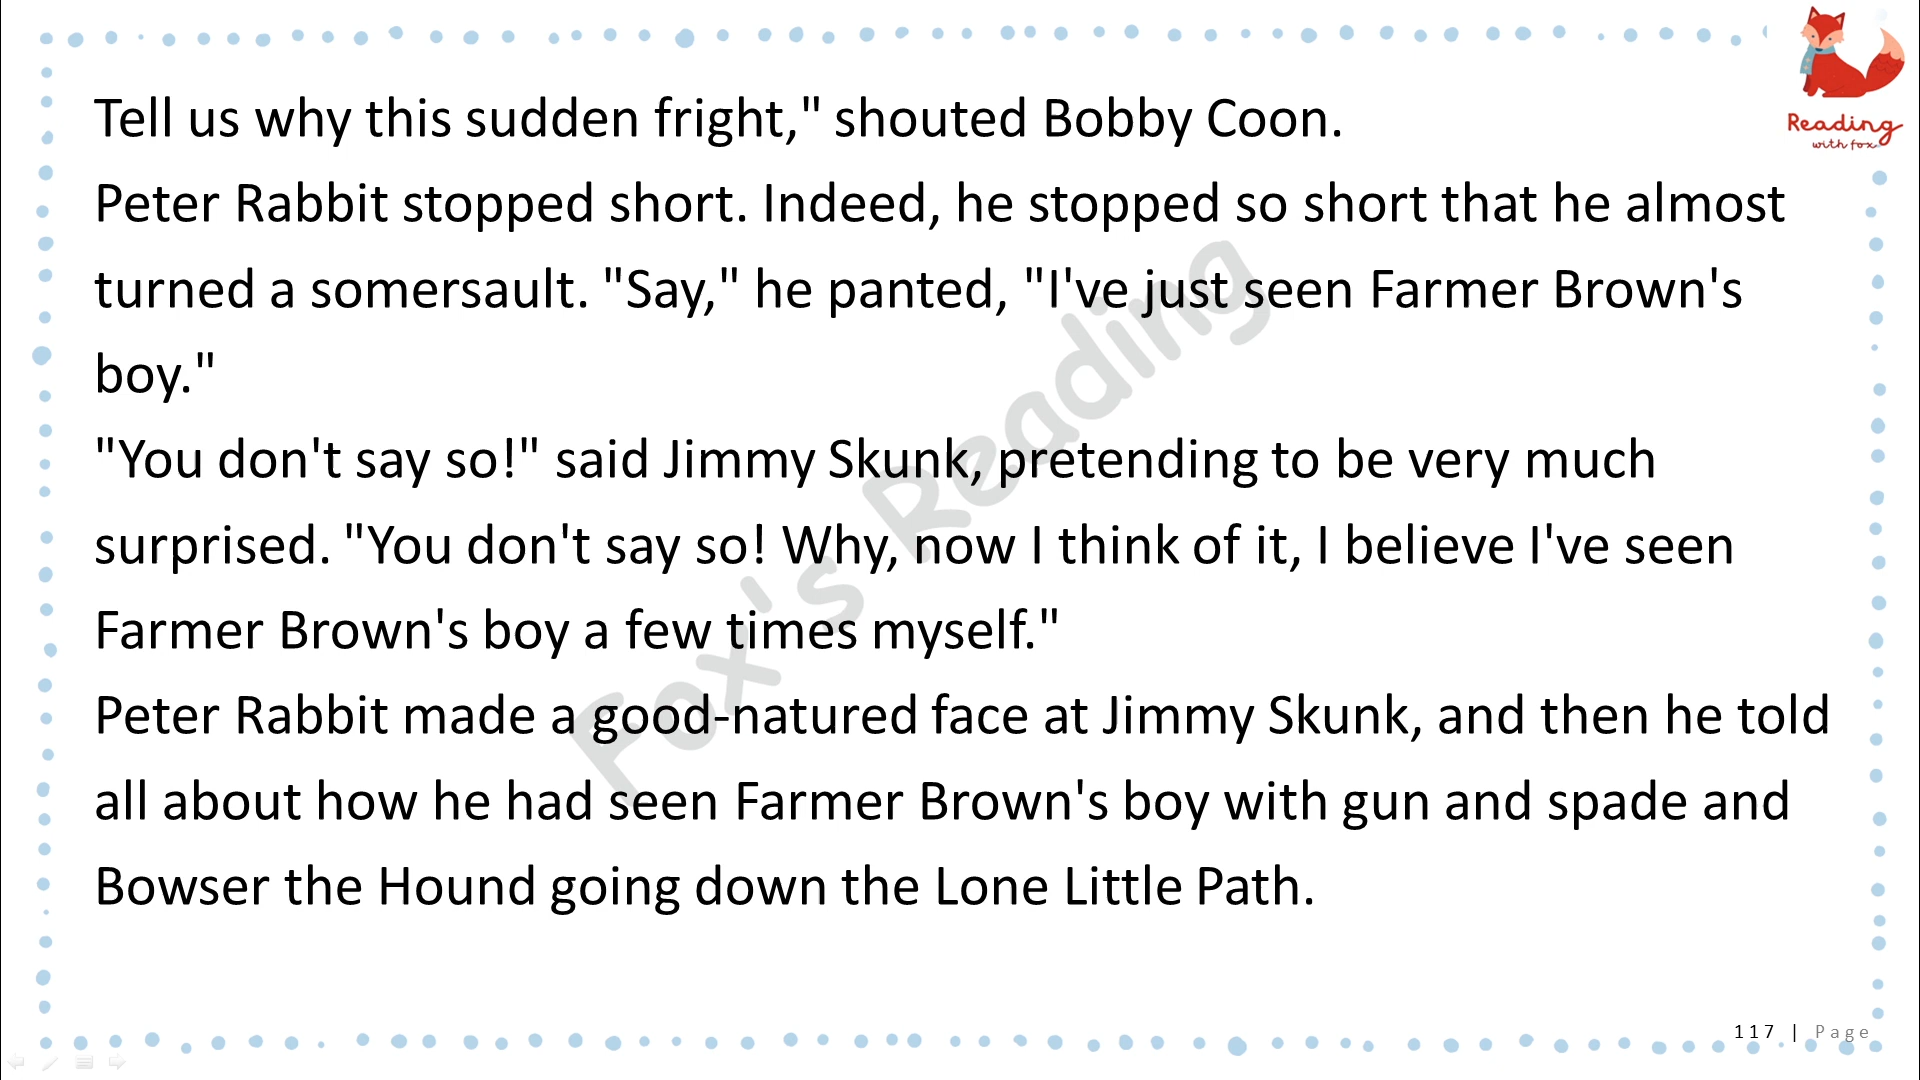 Reading
with fox
Tell us why this sudden fright," shouted Bobby Coon.
Peter Rabbit stopped short. Indeed, he stopped so short that he almost
turned a somersault. "Say," he panted, "I've just seen Farmer Brown's
boy."
"You don't say so!" said Jimmy Skunk, pretending to be very much
surprised. "You don't say so! Why, now I think of it, I believe I've seen
Farmer Brown's boy a few times myself."
Peter Rabbit made a good-natured face at Jimmy Skunk, and then he told
all about how he had seen Farmer Brown's boy with gun and spade and
Bowser the Hound going down the Lone Little Path.
Fox's Reading
117 | Page